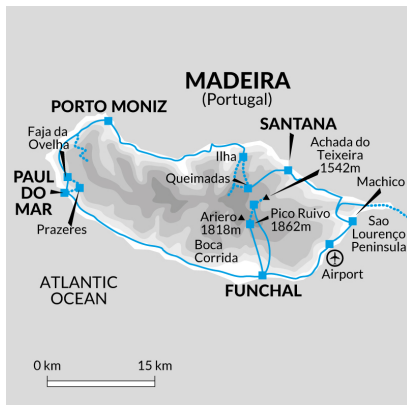 MADEIRA
(Portugal)
PORTO MONIZ
Faja da
Ovelha
PAUL
DO
MAR
Prazeres
Ilha
Queimadas
SANTANA
Achada do
Teixeira
1542m
Machico
Ariero
1818m
Pico Ruivo
1862m
Boca
Corrida
Sao
Lourenço
Peninsula
Airport
FUNCHAL
ATLANTIC
OCEAN
0 km
15 km